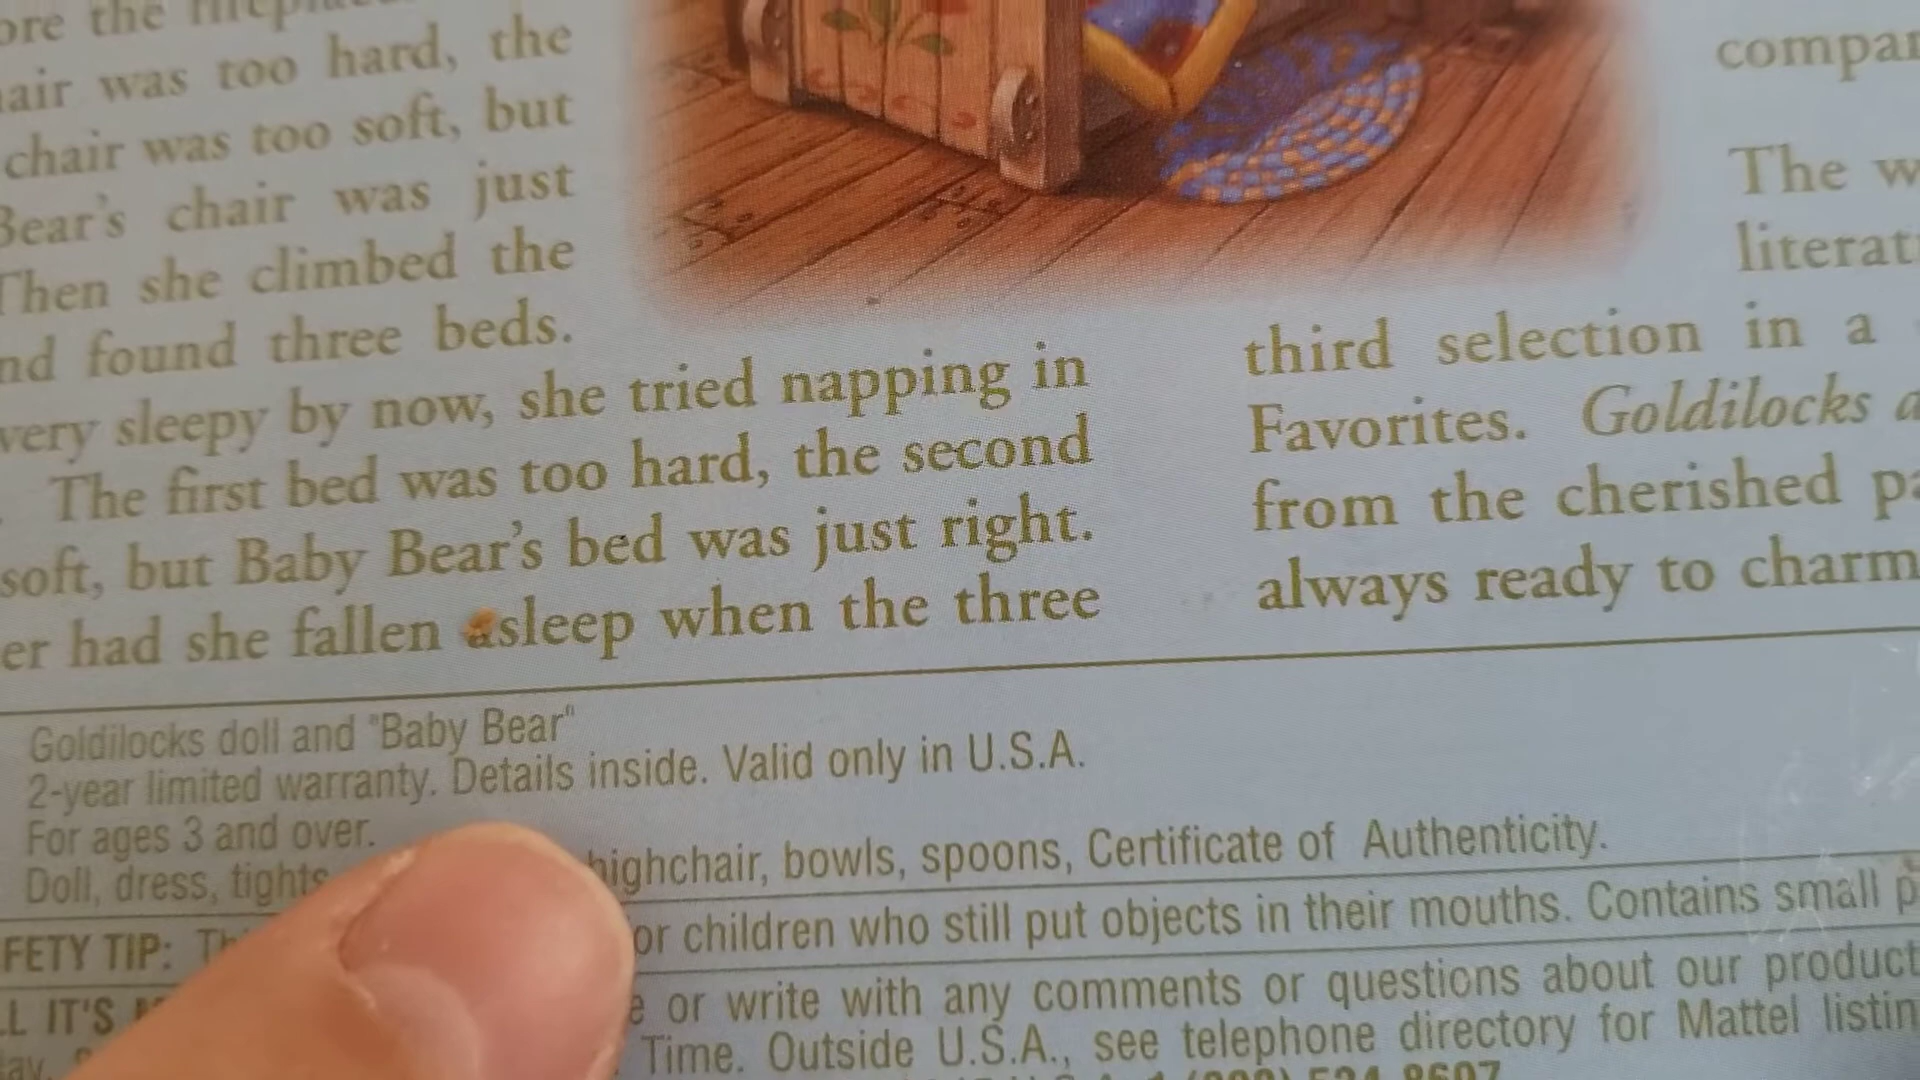 ore the fireplace
air was too hard, the
chair was too soft, but
Bear's chair was just
Then she climbed the
nd found three beds.
very sleepy by now, she tried napping in
The first bed was too hard, the second
soft, but Baby Bear's bed was just right.
er had she fallen asleep when the three
compar
The w
literat
third selection in a
Favorites. Goldilocks a
from the cherished pa
always ready to charm
Goldilocks doll and "Baby Bear"
2-year limited warranty. Details inside. Valid only in U.S.A.
For ages 3 and over.
Doll, dress, tights highchair, bowls, spoons, Certificate of Authenticity.
FETY TIP: Th or children who still put objects in their mouths. Contains small p
LL IT'S e or write with any comments or questions about our product
Time. Outside U.S.A., see telephone directory for Mattel listin